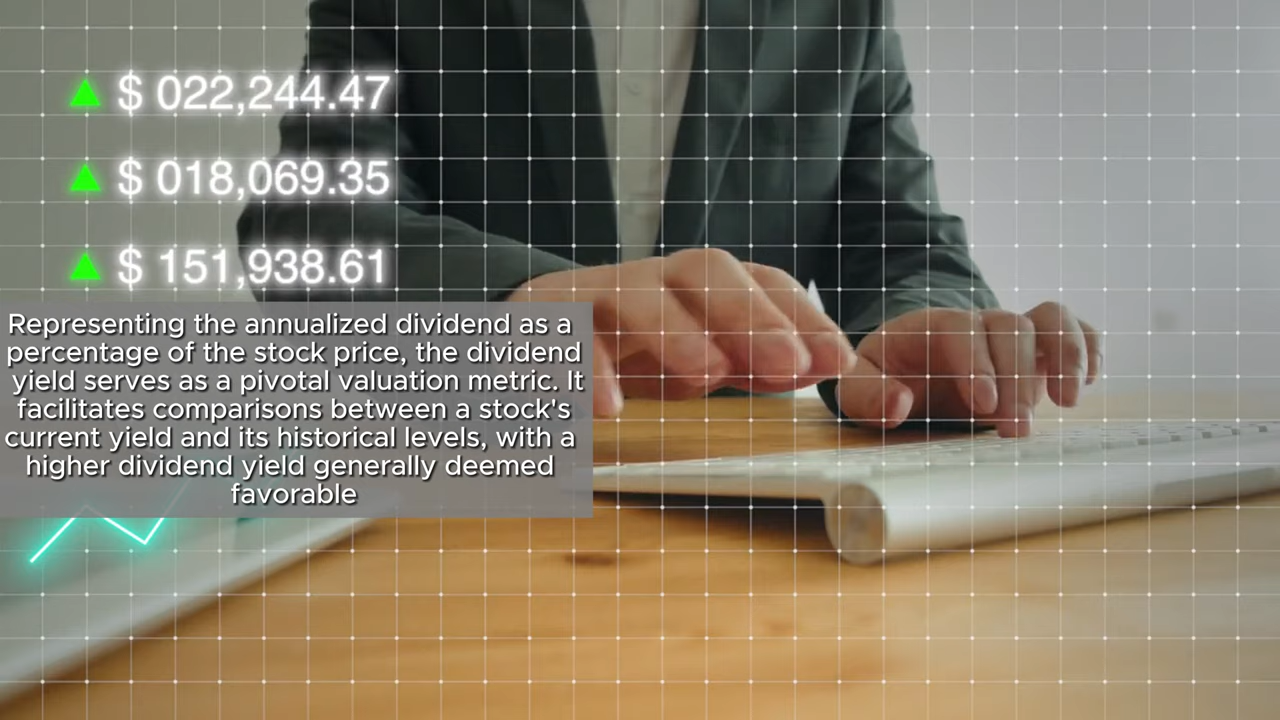 $ 022,244.47
$ 018,069.35
$ 151,938.61
Representing the annualized dividend as a
percentage of the stock price, the dividend
yield serves as a pivotal valuation metric. It
facilitates comparisons between a stock's
current yield and its historical levels, with a
higher dividend yield generally deemed
favorable